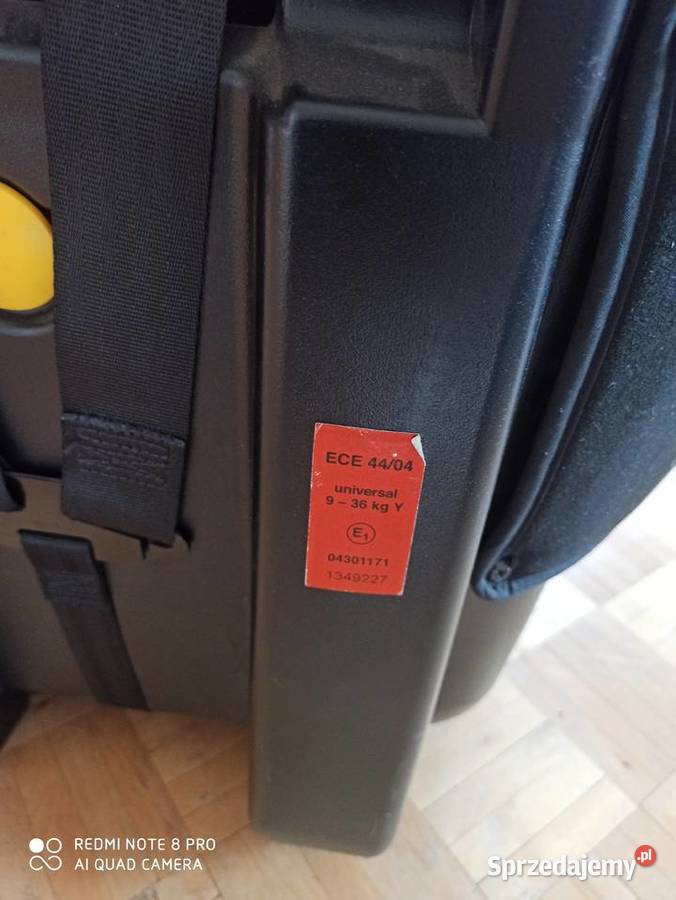 ECE 44/04
universal
9 – 36 kg Y
E1
04301171
1349227
REDMI NOTE 8 PRO
AI QUAD CAMERA
Sprzedajemy.pl